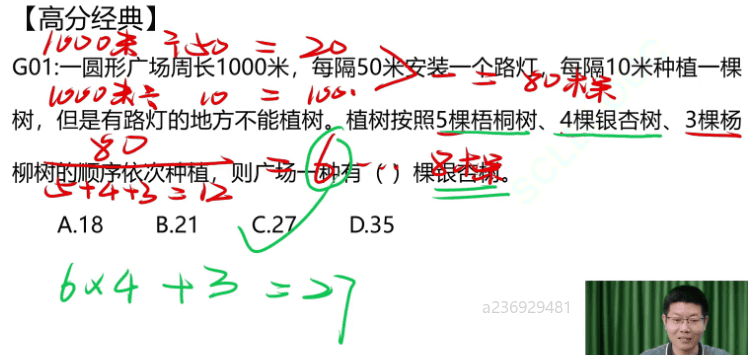 【高分经典】
1000米 ÷50 = 20
G01:一圆形广场周长1000米，每隔50米安装一个路灯，每隔10米种植一棵
1000米÷ 10 = 100. > - = 80棵
树，但是有路灯的地方不能植树。植树按照5棵梧桐树、4棵银杏树、3棵杨
80
柳树的顺序依次种植，则广场一种有（ ）棵银杏树。
5+4+3=12 = 6 ... 8棵
A.18 B.21 C.27 D.35
6×4+3=27
a236929481